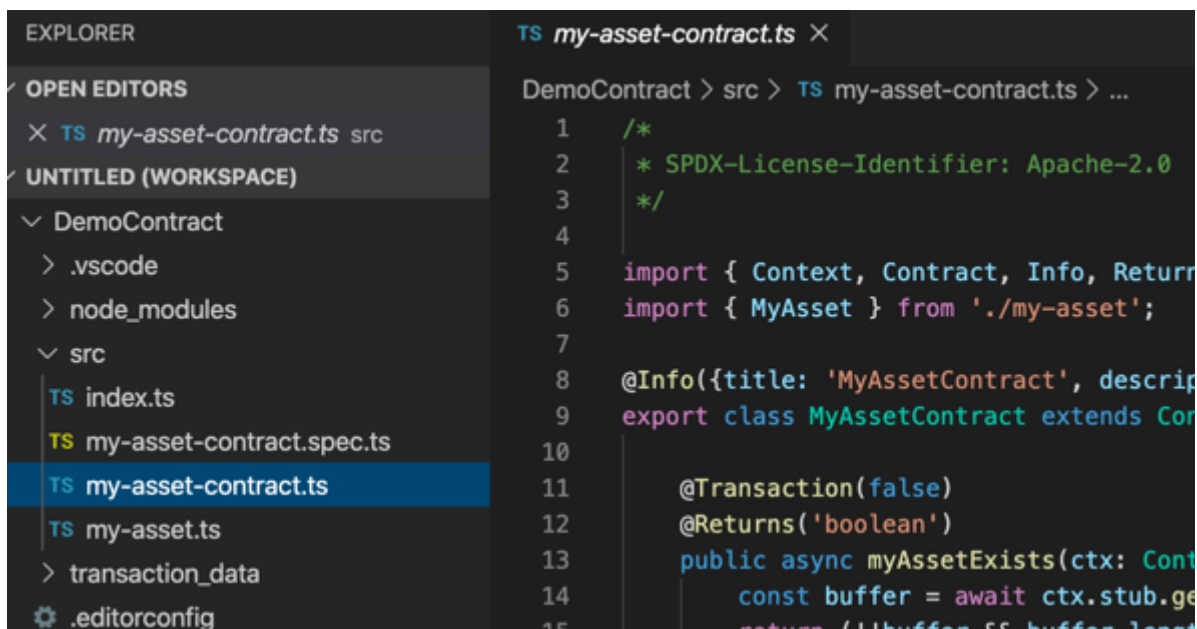 EXPLORER
OPEN EDITORS
TS my-asset-contract.ts src
UNTITLED (WORKSPACE)
DemoContract
.vscode
node_modules
src
TS index.ts
TS my-asset-contract.spec.ts
TS my-asset-contract.ts
TS my-asset.ts
transaction_data
.editorconfig
TS my-asset-contract.ts
DemoContract > src > TS my-asset-contract.ts > ...
1 /*
2 * SPDX-License-Identifier: Apache-2.0
3 */
4
5 import { Context, Contract, Info, Return
6 import { MyAsset } from './my-asset';
7
8 @Info({title: 'MyAssetContract', descrip
9 export class MyAssetContract extends Con
10
11 @Transaction(false)
12 @Returns('boolean')
13 public async myAssetExists(ctx: Cont
14 const buffer = await ctx.stub.ge
15 return (!!buffer && buffer.length